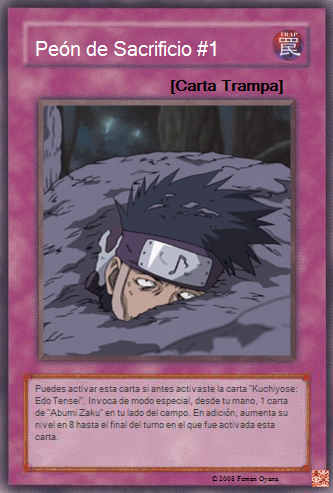 Peón de Sacrificio #1
TRAP
罠
[Carta Trampa]
Puedes activar esta carta si antes activaste la carta "Kuchiyose:
Edo Tensei". Invoca de modo especial, desde tu mano, 1 carta
de "Abumi Zaku" en tu lado del campo. En adición, aumenta su
nivel en 8 hasta el final del turno en el que fue activada esta
carta.
© 2008 Fernan Oyana